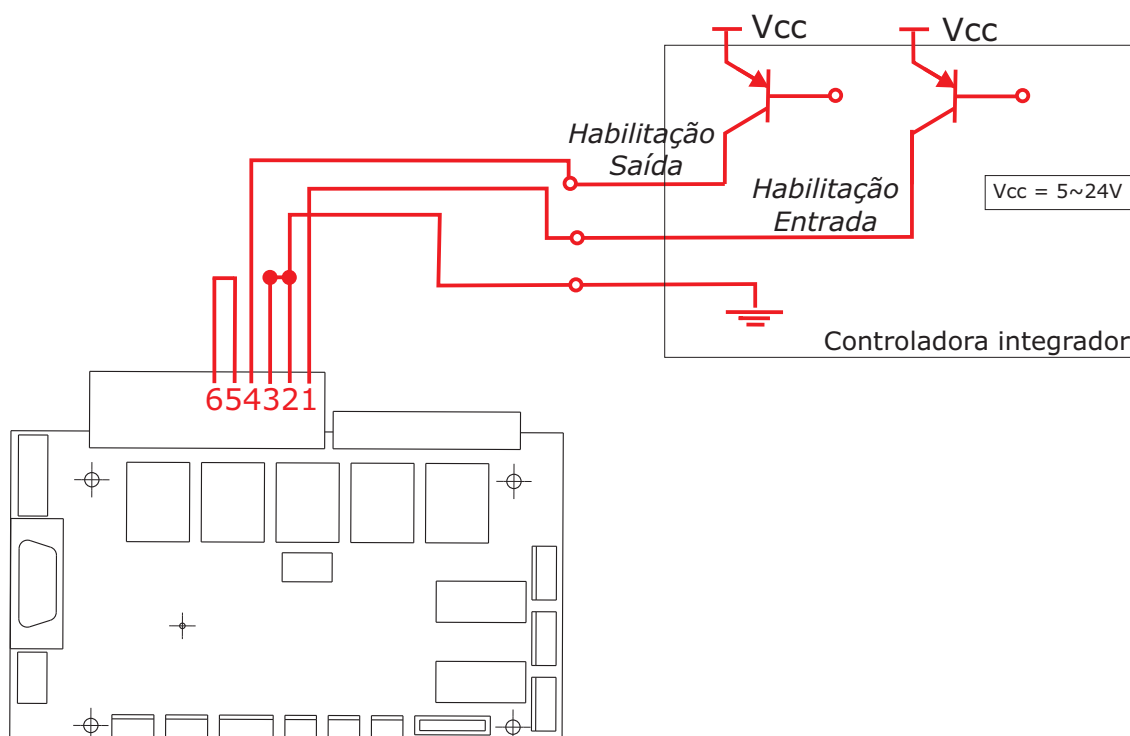 Vcc
Vcc
Habilitação
Saída
Habilitação
Entrada
Vcc = 5~24V
Controladora integrador
654321